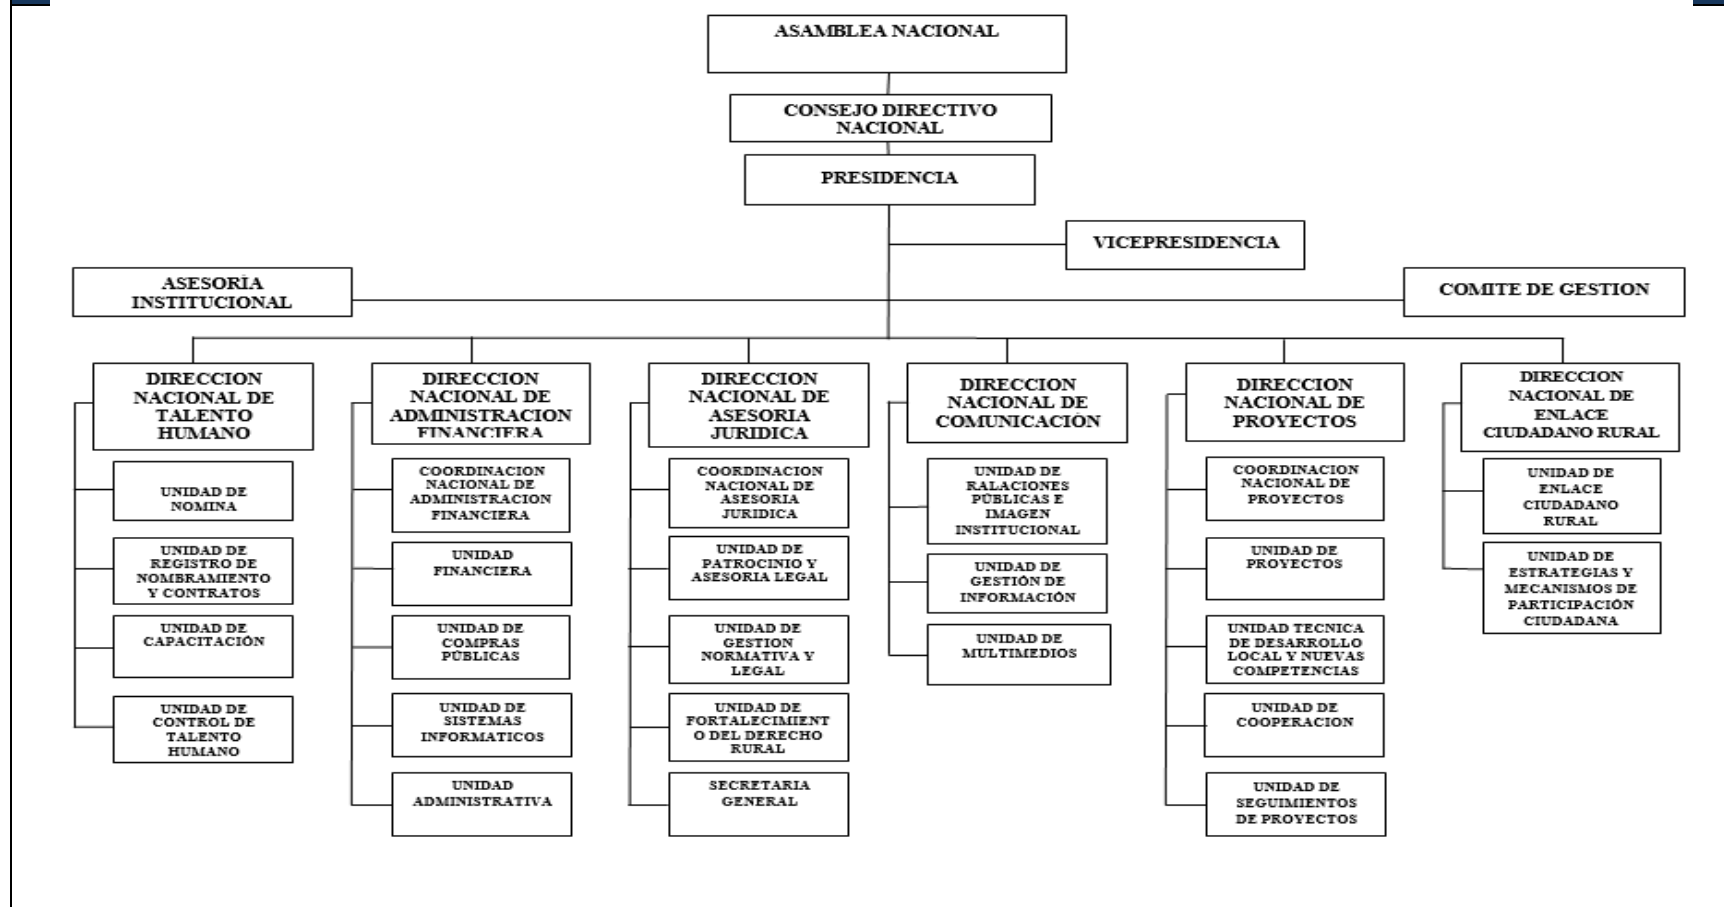 ASAMBLEA NACIONAL
CONSEJO DIRECTIVO
NACIONAL
PRESIDENCIA
VICEPRESIDENCIA
ASESORÍA
INSTITUCIONAL
COMITE DE GESTION
DIRECCION
NACIONAL DE
TALENTO
HUMANO
UNIDAD DE
NOMINA
UNIDAD DE
REGISTRO DE
NOMBRAMIENTO
Y CONTRATOS
UNIDAD DE
CAPACITACIÓN
UNIDAD DE
CONTROL DE
TALENTO
HUMANO
DIRECCION
NACIONAL DE
ADMINISTRACION
FINANCIERA
COORDINACION
NACIONAL DE
ADMINISTRACION
FINANCIERA
UNIDAD
FINANCIERA
UNIDAD DE
COMPRAS
PÚBLICAS
UNIDAD DE
SISTEMAS
INFORMATICOS
UNIDAD
ADMINISTRATIVA
DIRECCION
NACIONAL DE
ASESORIA
JURIDICA
COORDINACION
NACIONAL DE
ASESORIA
JURIDICA
UNIDAD DE
PATROCINIO Y
ASESORIA LEGAL
UNIDAD DE
GESTION
NORMATIVA Y
LEGAL
UNIDAD DE
FORTALECIMIENT
O DEL DERECHO
RURAL
SECRETARIA
GENERAL
DIRECCION
NACIONAL DE
COMUNICACIÓN
UNIDAD DE
RALACIONES
PÚBLICAS E
IMAGEN
INSTITUCIONAL
UNIDAD DE
GESTIÓN DE
INFORMACIÓN
UNIDAD DE
MULTIMEDIOS
DIRECCION
NACIONAL DE
PROYECTOS
COORDINACION
NACIONAL DE
PROYECTOS
UNIDAD DE
PROYECTOS
UNIDAD TECNICA
DE DESARROLLO
LOCAL Y NUEVAS
COMPETENCIAS
UNIDAD DE
COOPERACION
UNIDAD DE
SEGUIMIENTOS
DE PROYECTOS
DIRECCION
NACIONAL DE
ENLACE
CIUDADANO RURAL
UNIDAD DE
ENLACE
CIUDADANO
RURAL
UNIDAD DE
ESTRATEGIAS Y
MECANISMOS DE
PARTICIPACIÓN
CIUDADANA